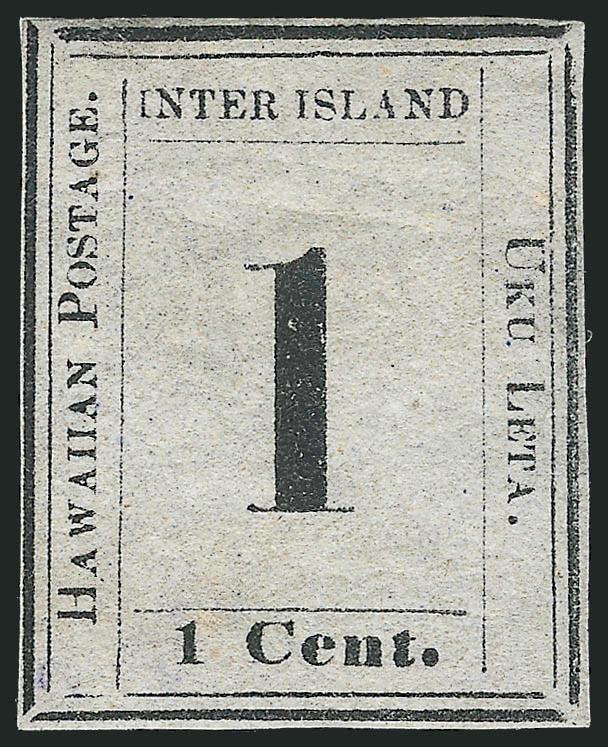 INTER ISLAND
HAWAIIAN POSTAGE.
1
UKU LETA.
1 Cent.